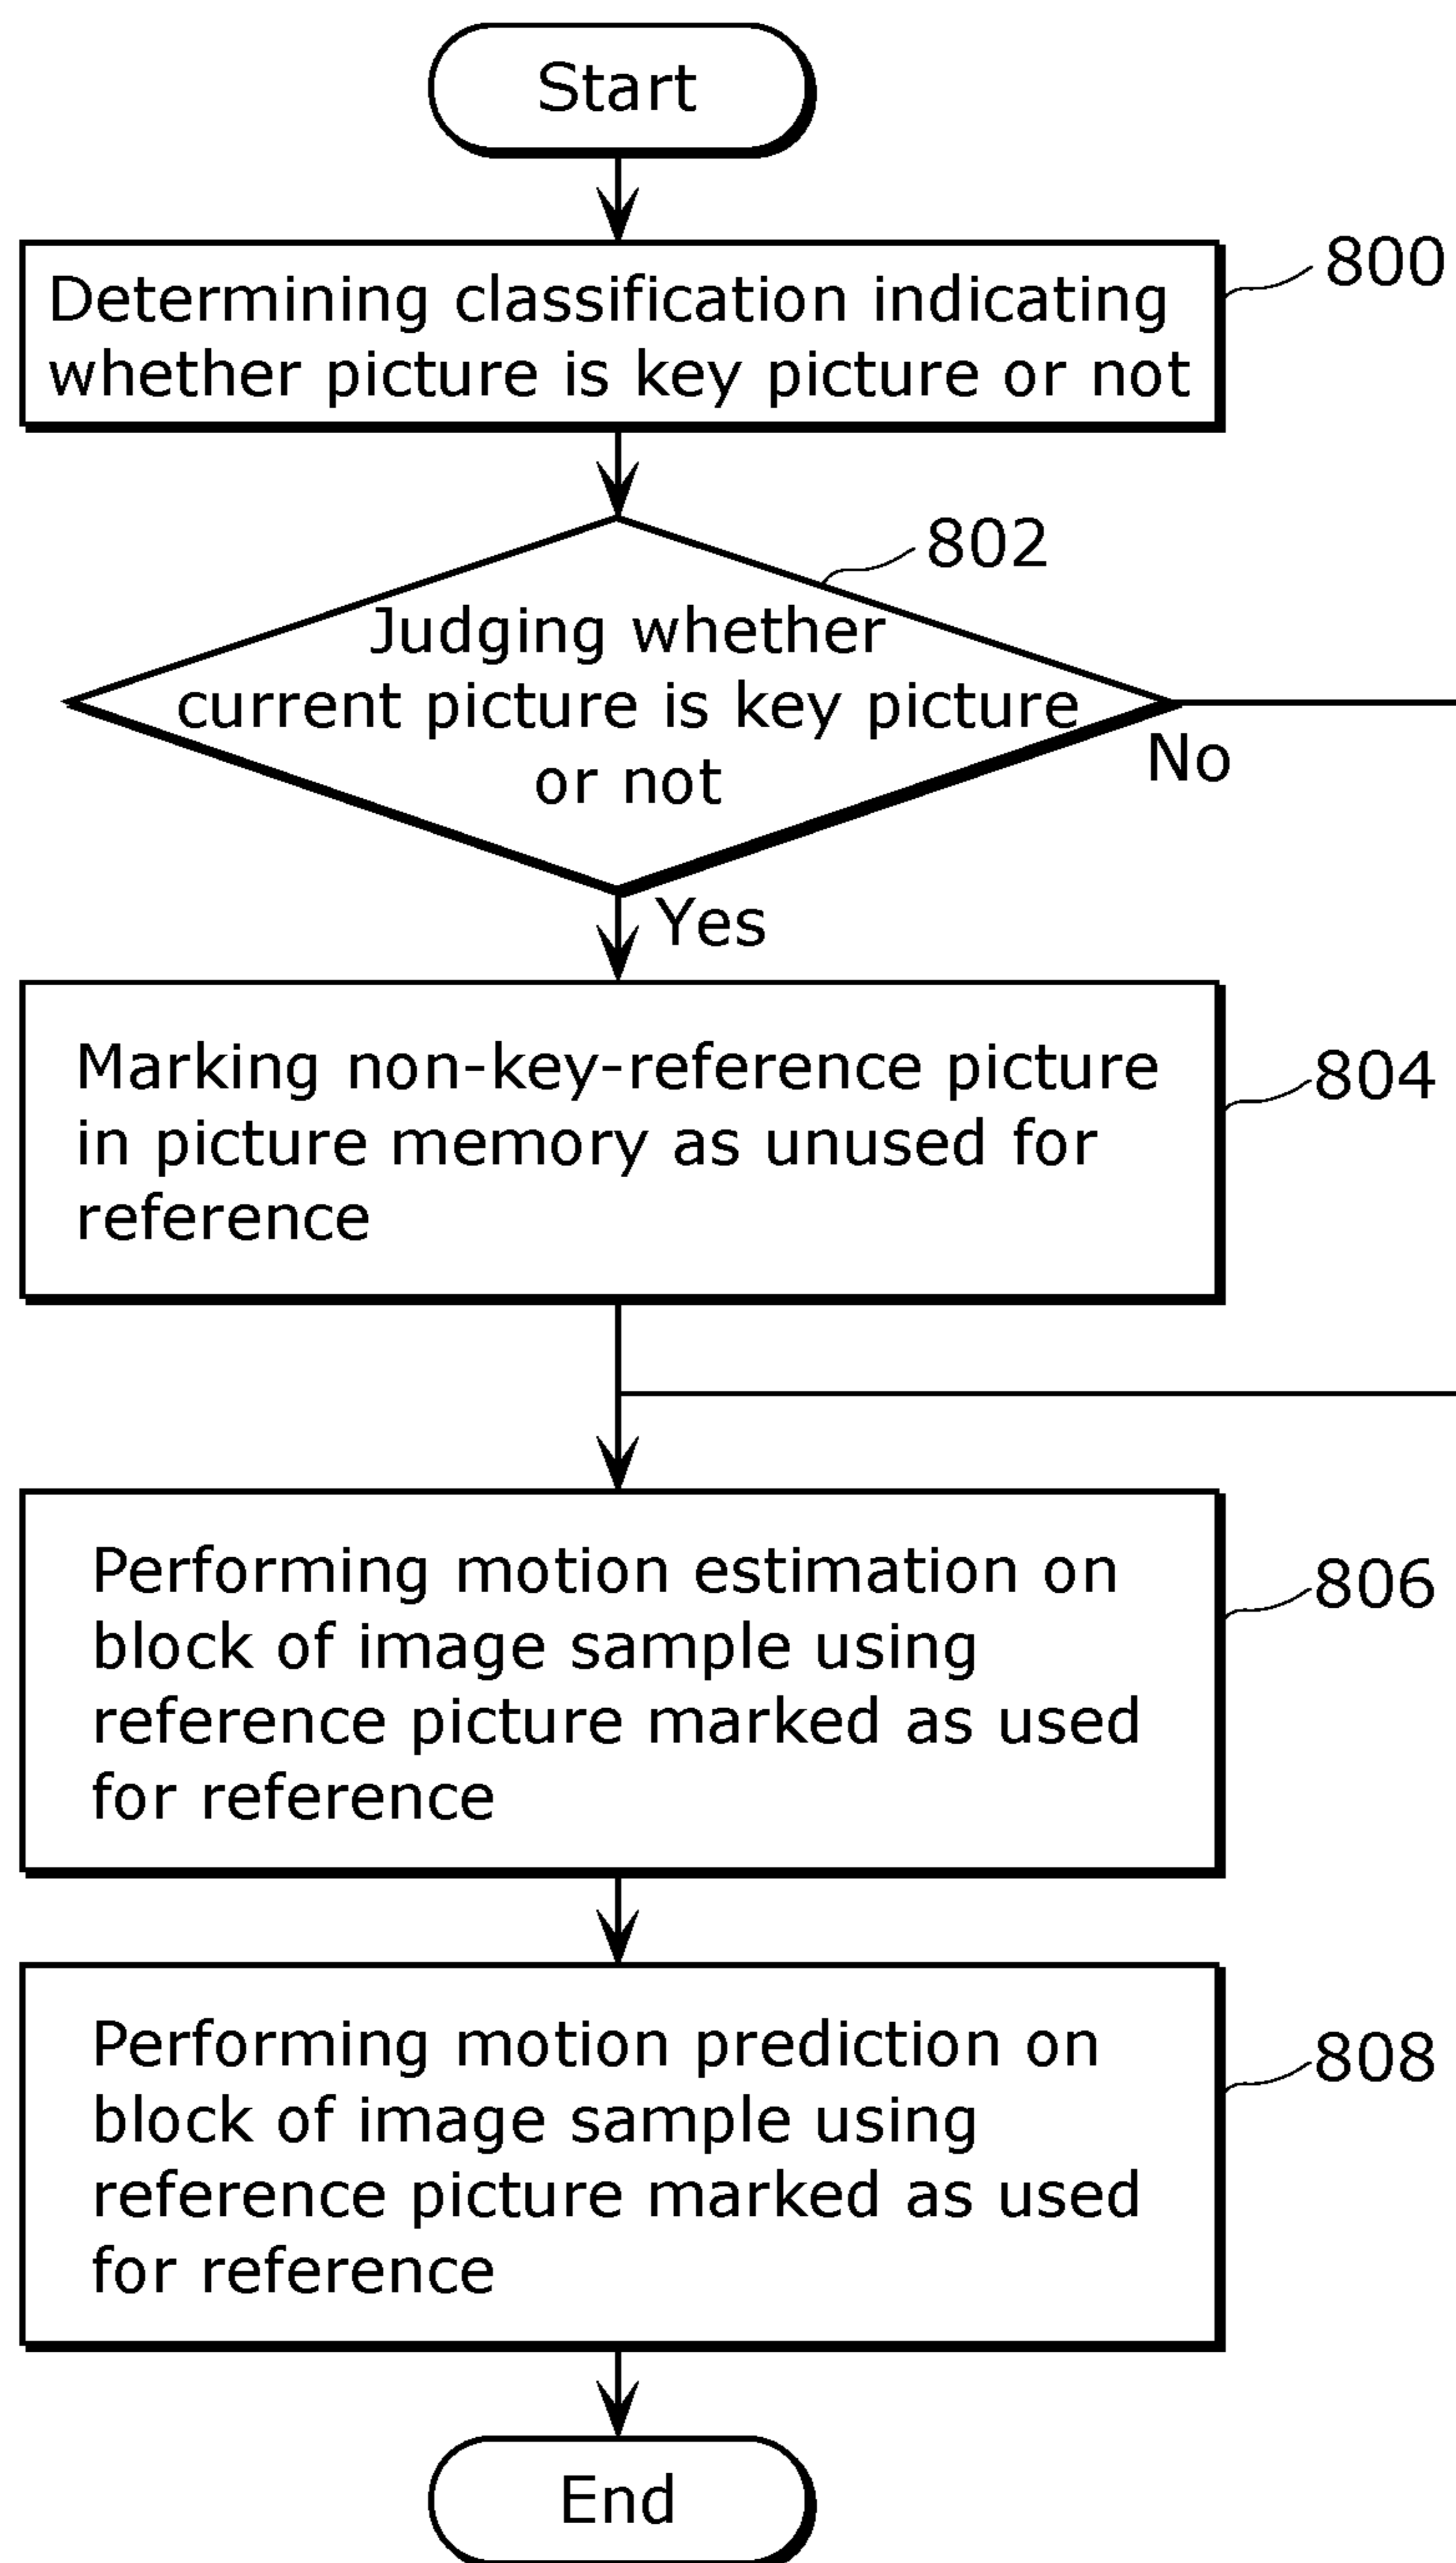 Start
Determining classification indicating
whether picture is key picture or not
800
802
Judging whether
current picture is key picture
or not
No
Yes
Marking non-key-reference picture
in picture memory as unused for
reference
804
Performing motion estimation on
block of image sample using
reference picture marked as used
for reference
806
Performing motion prediction on
block of image sample using
reference picture marked as used
for reference
808
End